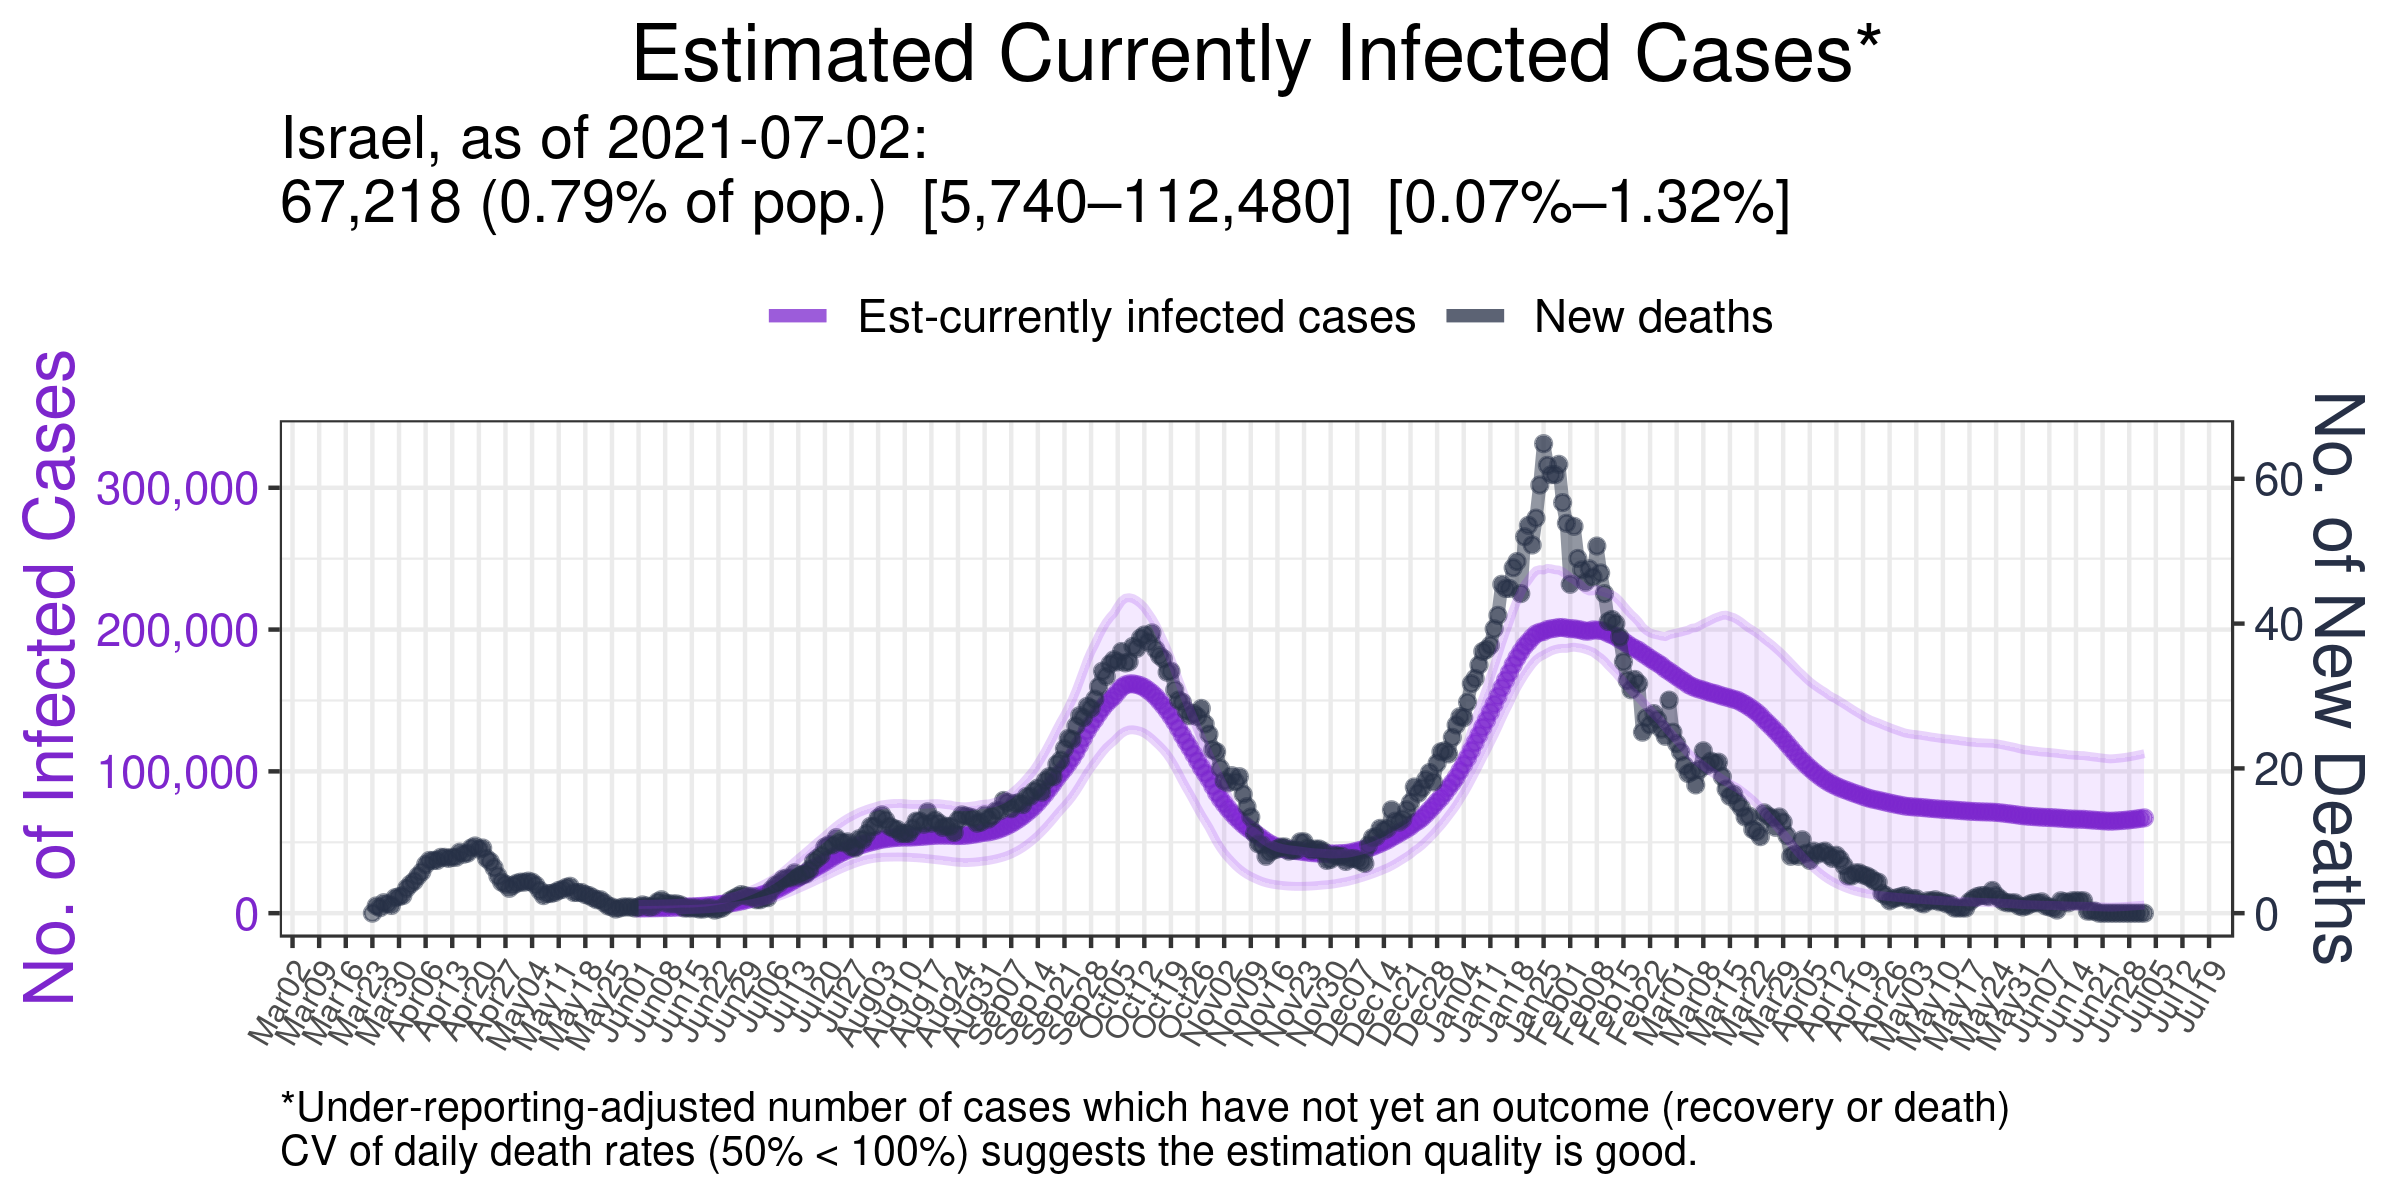 Estimated Currently Infected Cases*
Israel, as of 2021-07-02:
67,218 (0.79% of pop.) [5,740–112,480] [0.07%–1.32%]
Est-currently infected cases New deaths
No. of Infected Cases
300,000
200,000
100,000
0
60
40
20
0
No. of New Deaths
Mar02
Mar09
Mar16
Mar23
Mar30
Apr06
Apr13
Apr20
Apr27
May04
May11
May18
May25
Jun01
Jun08
Jun15
Jun22
Jun29
Jul06
Jul13
Jul20
Jul27
Aug03
Aug10
Aug17
Aug24
Aug31
Sep07
Sep14
Sep21
Sep28
Oct05
Oct12
Oct19
Oct26
Nov02
Nov09
Nov16
Nov23
Nov30
Dec07
Dec14
Dec21
Dec28
Jan04
Jan11
Jan18
Jan25
Feb01
Feb08
Feb15
Feb22
Mar01
Mar08
Mar15
Mar22
Mar29
Apr05
Apr12
Apr19
Apr26
May03
May10
May17
May24
May31
Jun07
Jun14
Jun21
Jun28
Jul05
Jul12
Jul19
*Under-reporting-adjusted number of cases which have not yet an outcome (recovery or death)
CV of daily death rates (50% < 100%) suggests the estimation quality is good.